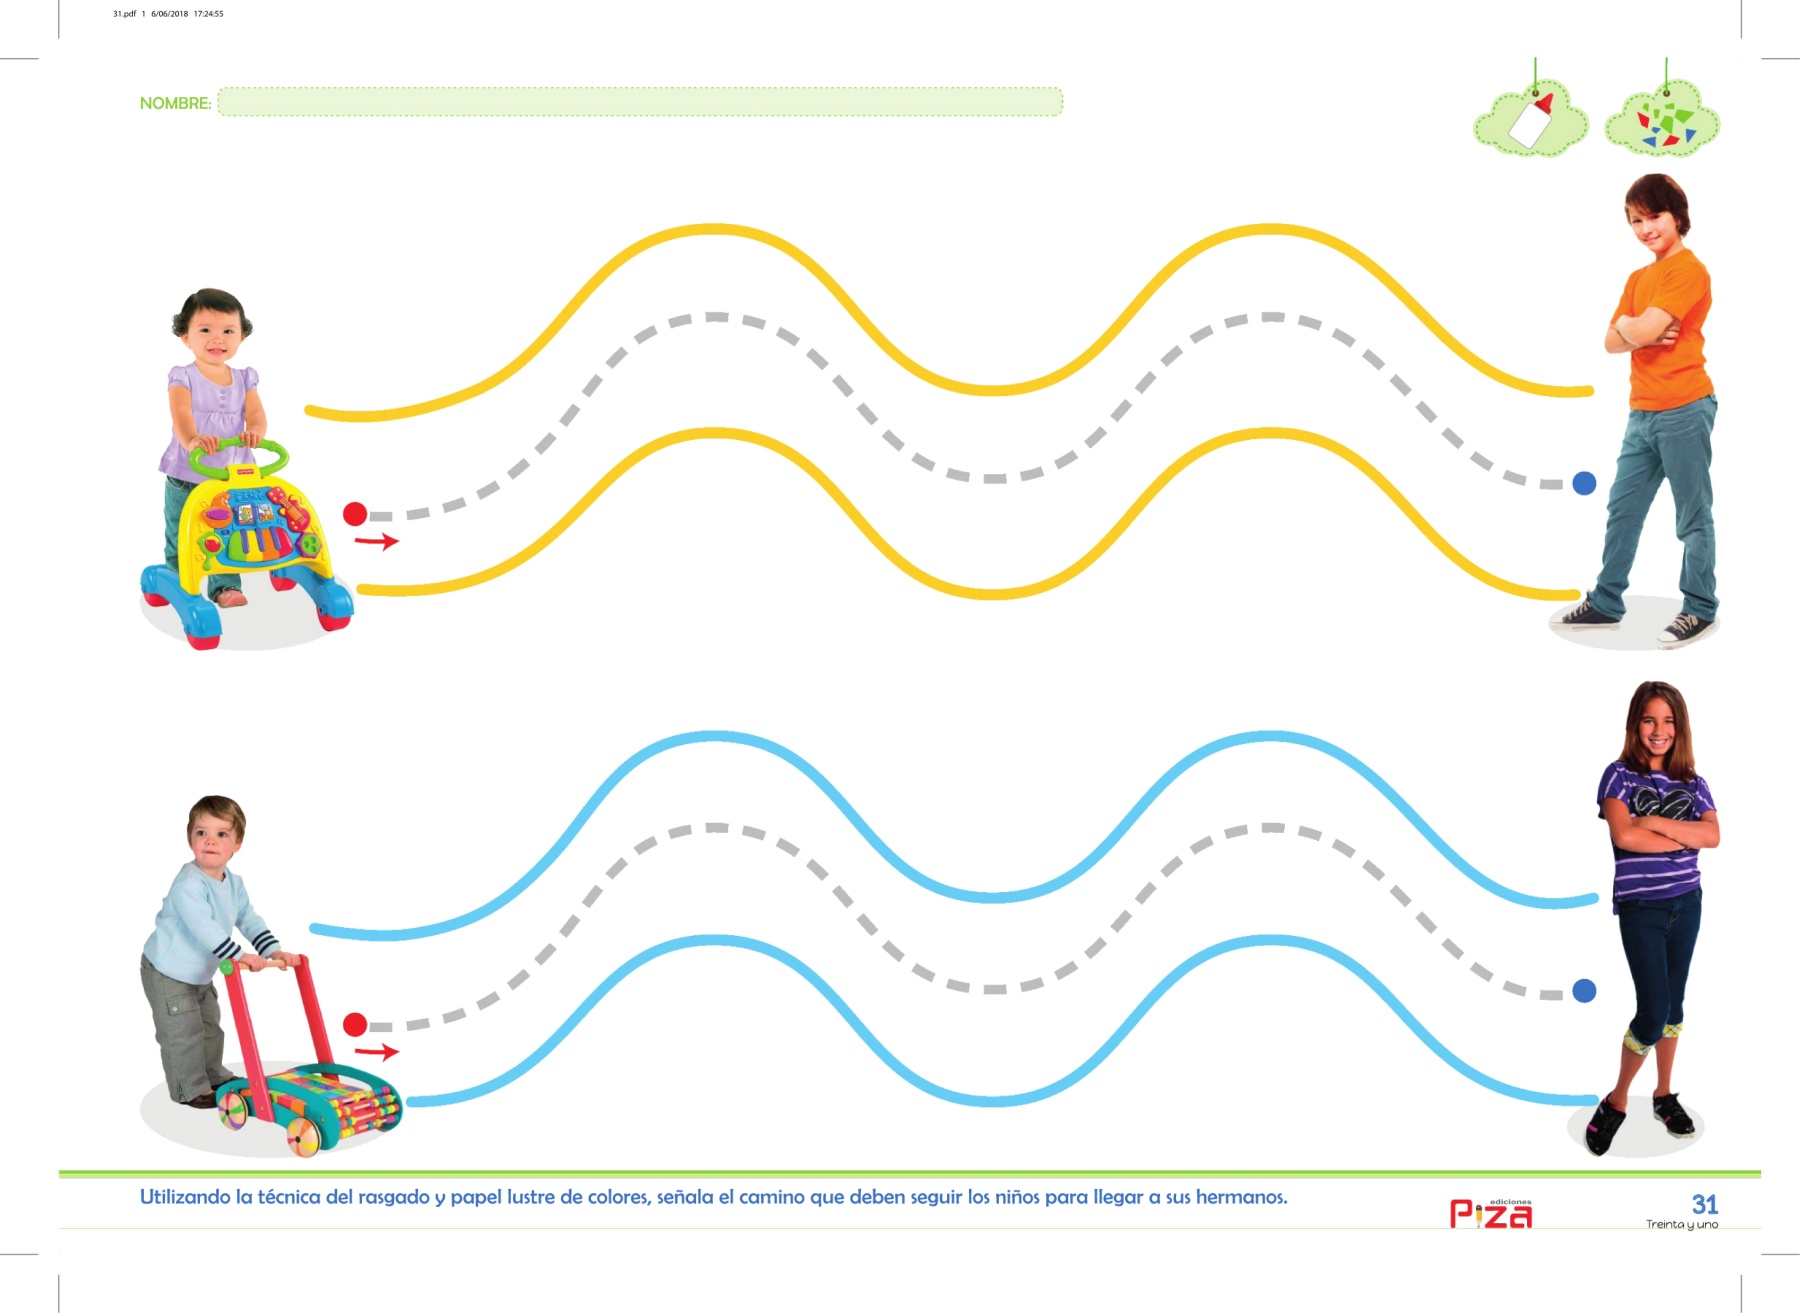 31.pdf 1 6/06/2018 17:24:55
NOMBRE:
Utilizando la técnica del rasgado y papel lustre de colores, señala el camino que deben seguir los niños para llegar a sus hermanos.
ediciones
Piza
31
Treinta y uno